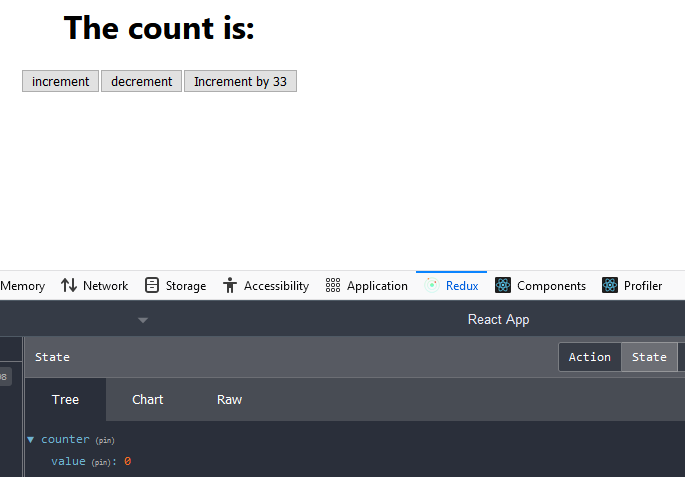 The count is:
increment decrement Increment by 33
Memory Network Storage Accessibility Application Redux Components Profiler
React App
State Action State
Tree Chart Raw
counter (pin)
value (pin): 0